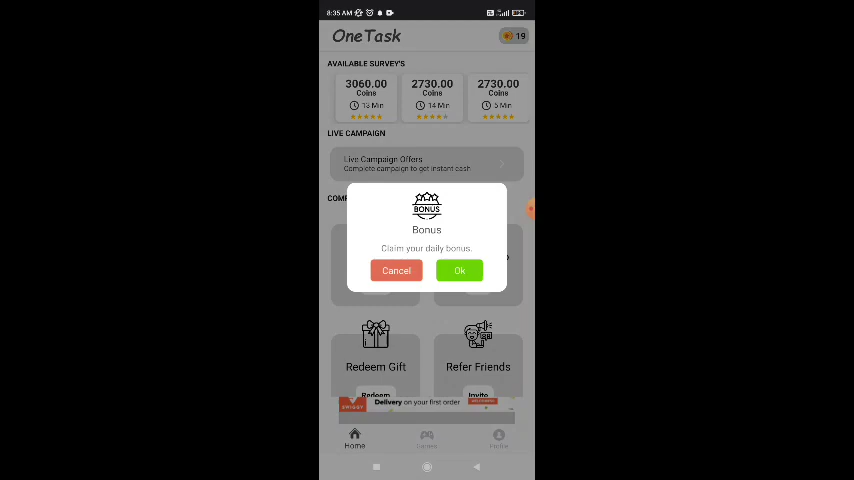 8:35 AM
OneTask
19
AVAILABLE SURVEY'S
3060.00
Coins
13 Min
2730.00
Coins
14 Min
2730.00
Coins
5 Min
LIVE CAMPAIGN
Live Campaign Offers
Complete campaign to get instant cash
COMP
BONUS
Bonus
Claim your daily bonus.
Cancel
Ok
Redeem Gift
Refer Friends
Redeem
Invite
SWIGGY
Delivery on your first order
Home
Games
Profile